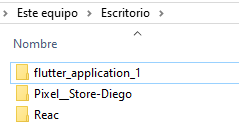 > Este equipo > Escritorio >
Nombre
flutter_application_1
Pixel__Store-Diego
Reac